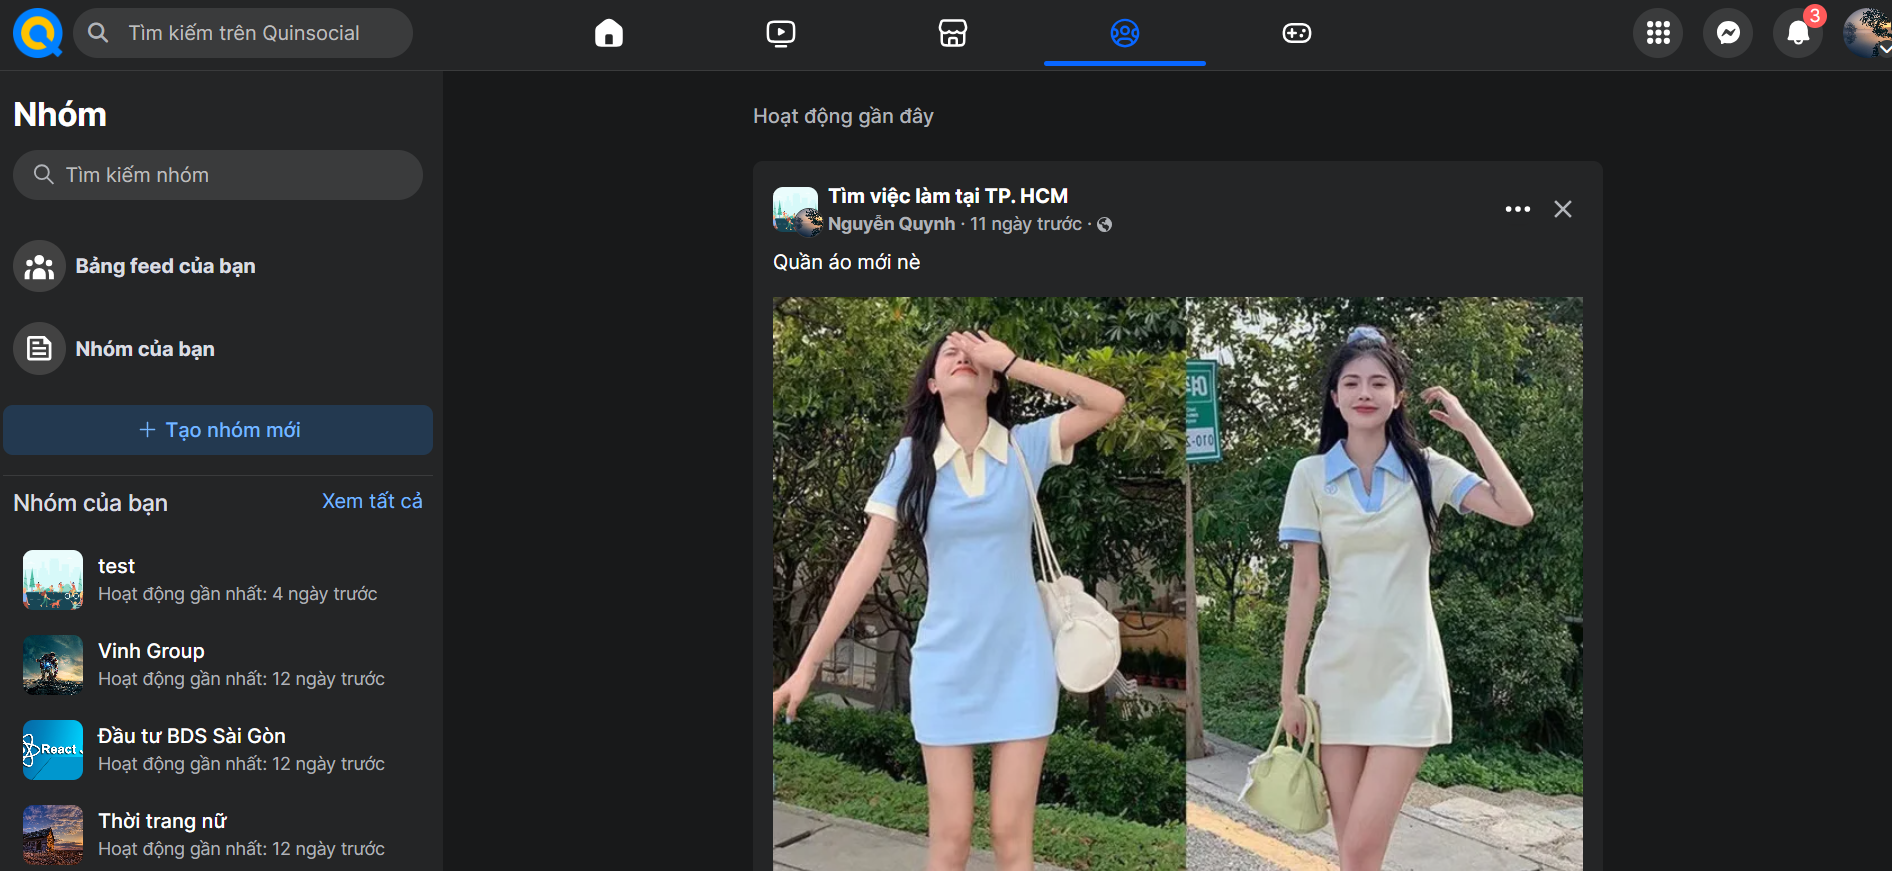 Tìm kiếm trên Quinsocial
3
Nhóm
Tìm kiếm nhóm
Bảng feed của bạn
Nhóm của bạn
+ Tạo nhóm mới
Nhóm của bạn
Xem tất cả
test
Hoạt động gần nhất: 4 ngày trước
Vinh Group
Hoạt động gần nhất: 12 ngày trước
React
Đầu tư BDS Sài Gòn
Hoạt động gần nhất: 12 ngày trước
Thời trang nữ
Hoạt động gần nhất: 12 ngày trước
Hoạt động gần đây
Tìm việc làm tại TP. HCM
Nguyễn Quynh · 11 ngày trước ·
Quần áo mới nè